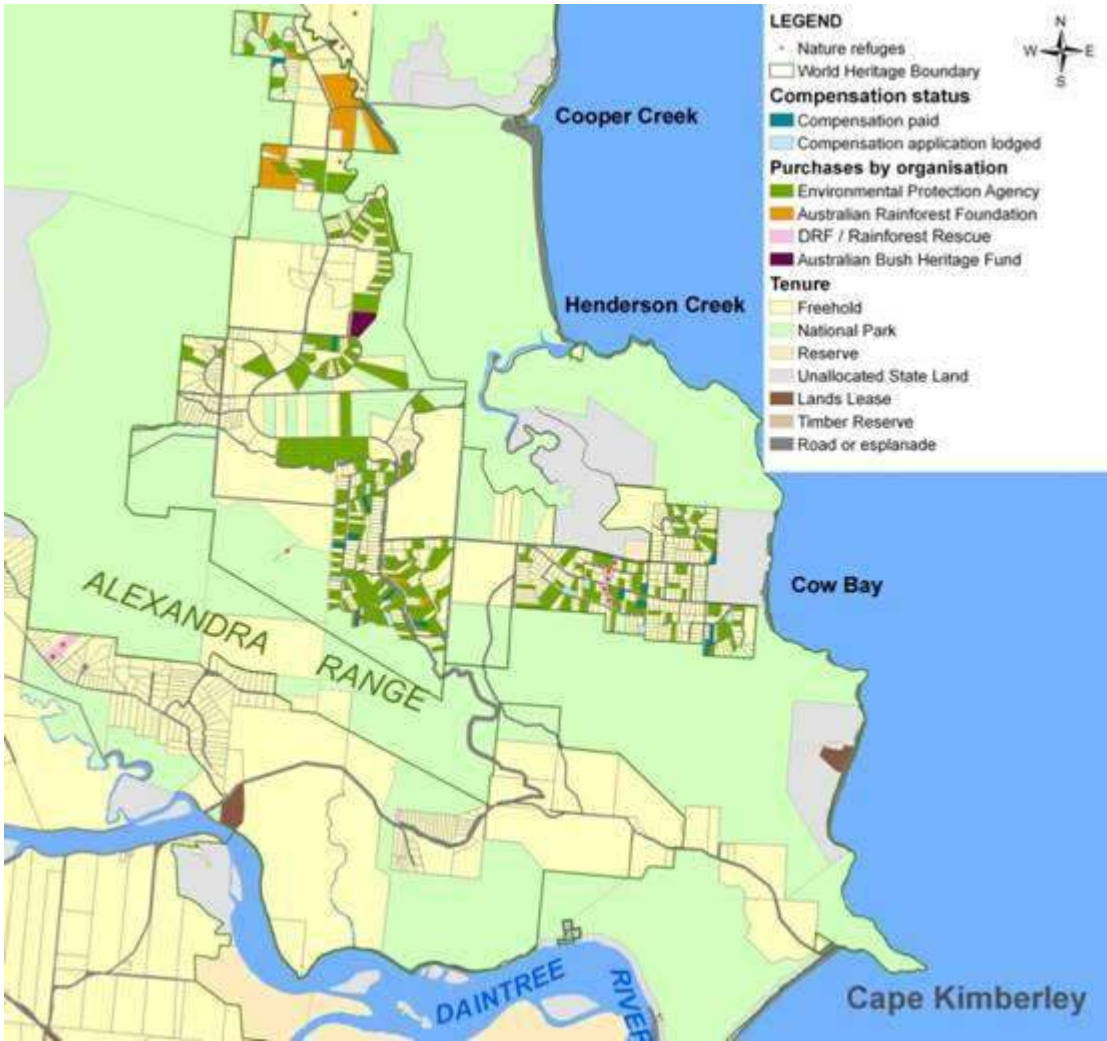 LEGEND
Nature refuges
World Heritage Boundary
Compensation status
Compensation paid
Compensation application lodged
Purchases by organisation
Environmental Protection Agency
Australian Rainforest Foundation
DRF / Rainforest Rescue
Australian Bush Heritage Fund
Tenure
Freehold
National Park
Reserve
Unallocated State Land
Lands Lease
Timber Reserve
Road or esplanade
N
W E
S
Cooper Creek
Henderson Creek
Cow Bay
ALEXANDRA RANGE
DAINTREE RIVER
Cape Kimberley